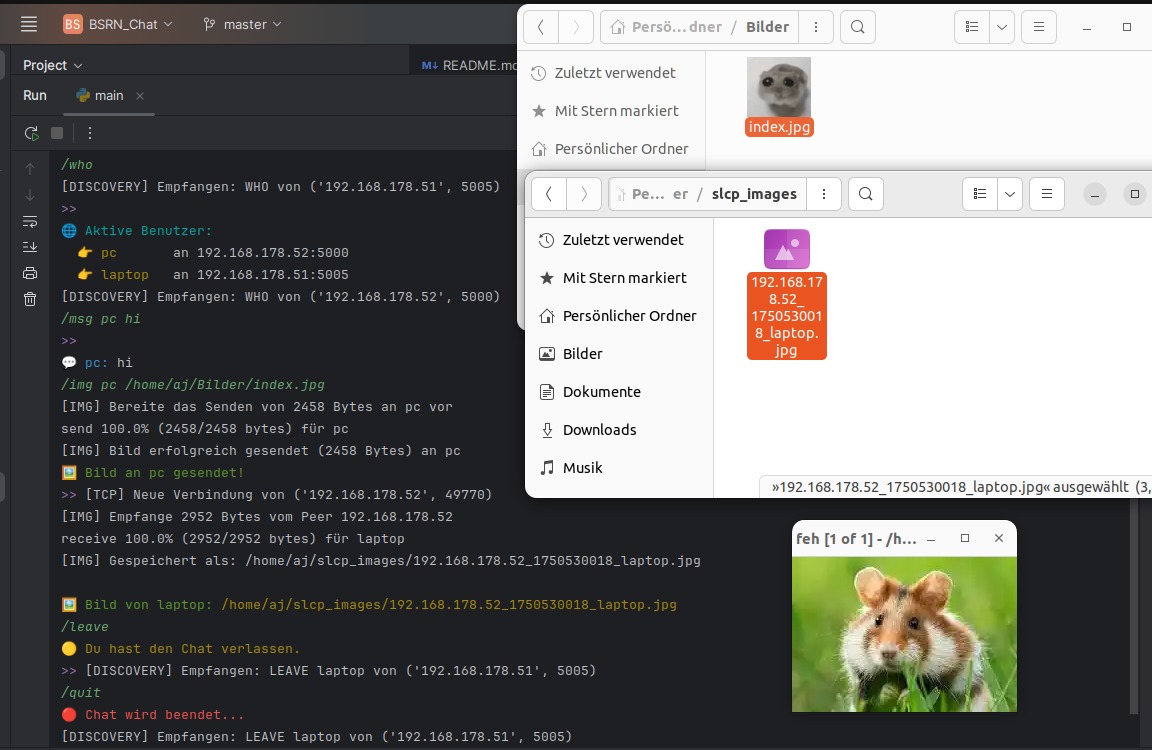 BS BSRN_Chat master
Project
README.md
Run main
/who
[DISCOVERY] Empfangen: WHO von ('192.168.178.51', 5005)
>>
🌐 Aktive Benutzer:
👉 pc an 192.168.178.52:5000
👉 laptop an 192.168.178.51:5005
[DISCOVERY] Empfangen: WHO von ('192.168.178.52', 5000)
/msg pc hi
>>
💬 pc: hi
/img pc /home/aj/Bilder/index.jpg
[IMG] Bereite das Senden von 2458 Bytes an pc vor
send 100.0% (2458/2458 bytes) für pc
[IMG] Bild erfolgreich gesendet (2458 Bytes) an pc
🖼️ Bild an pc gesendet!
>> [TCP] Neue Verbindung von ('192.168.178.52', 49770)
[IMG] Empfange 2952 Bytes vom Peer 192.168.178.52
receive 100.0% (2952/2952 bytes) für laptop
[IMG] Gespeichert als: /home/aj/slcp_images/192.168.178.52_1750530018_laptop.jpg
🖼️ Bild von laptop: /home/aj/slcp_images/192.168.178.52_1750530018_laptop.jpg
/leave
🟡 Du hast den Chat verlassen.
>> [DISCOVERY] Empfangen: LEAVE laptop von ('192.168.178.51', 5005)
/quit
🔴 Chat wird beendet...
[DISCOVERY] Empfangen: LEAVE laptop von ('192.168.178.51', 5005)
Persö...dner / Bilder
Zuletzt verwendet
Mit Stern markiert
Persönlicher Ordner
index.jpg
Pe... er / slcp_images
Zuletzt verwendet
Mit Stern markiert
Persönlicher Ordner
Bilder
Dokumente
Downloads
Musik
192.168.17
8.52_
175053001
8_laptop.
jpg
»192.168.178.52_1750530018_laptop.jpg« ausgewählt (3,
feh [1 of 1] - /h...